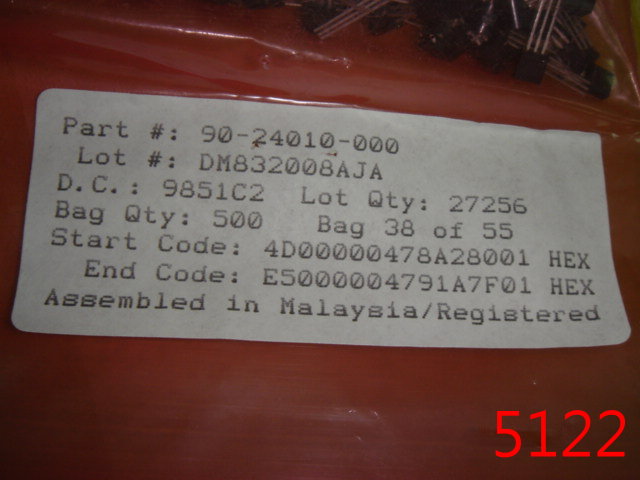 Part #: 90-24010-000
Lot #: DM832008AJA
D.C.: 9851C2 Lot Qty: 27256
Bag Qty: 500 Bag 38 of 55
Start Code: 4D00000478A28001 HEX
End Code: E5000004791A7F01 HEX
Assembled in Malaysia/Registered
5122